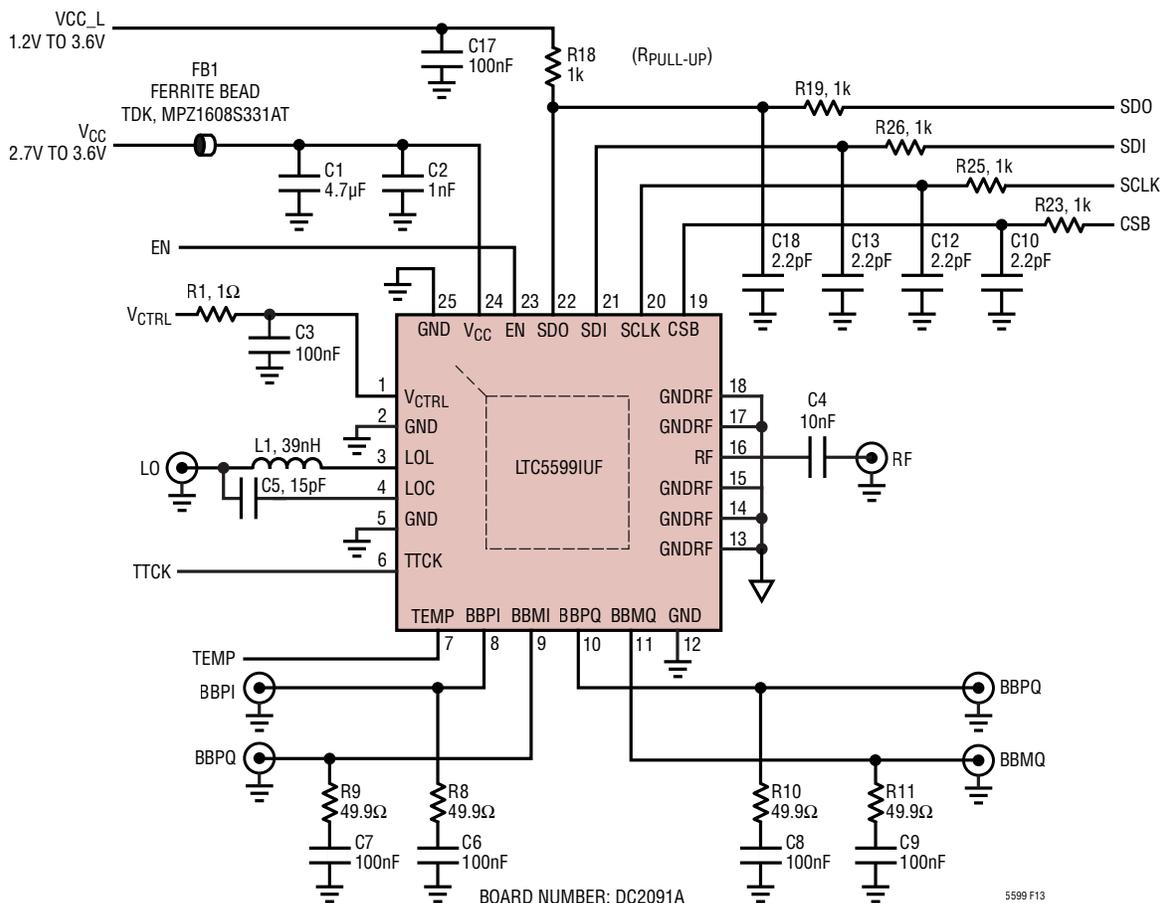 VCC_L
1.2V TO 3.6V
C17
100nF
R18
1k
(RPULL-UP)
FB1
FERRITE BEAD
TDK, MPZ1608S331AT
VCC
2.7V TO 3.6V
C1
4.7µF
C2
1nF
R19, 1k
SDO
R26, 1k
SDI
R25, 1k
SCLK
R23, 1k
CSB
EN
C18
2.2pF
C13
2.2pF
C12
2.2pF
C10
2.2pF
VCTRL
R1, 1Ω
C3
100nF
25
24
23
22
21
20
19
GND
VCC
EN
SDO
SDI
SCLK
CSB
1
VCTRL
2
GND
LO
L1, 39nH
3
LOL
C5, 15pF
4
LOC
5
GND
TTCK
6
TTCK
LTC5599IUF
GNDRF
18
GNDRF
17
RF
16
C4
10nF
RF
GNDRF
15
GNDRF
14
GNDRF
13
TEMP
BBPI
BBMI
BBPQ
BBMQ
GND
7
8
9
10
11
12
TEMP
BBPI
BBPQ
BBPQ
BBMQ
R9
49.9Ω
R8
49.9Ω
R10
49.9Ω
R11
49.9Ω
C7
100nF
C6
100nF
C8
100nF
C9
100nF
BOARD NUMBER: DC2091A
5599 F13